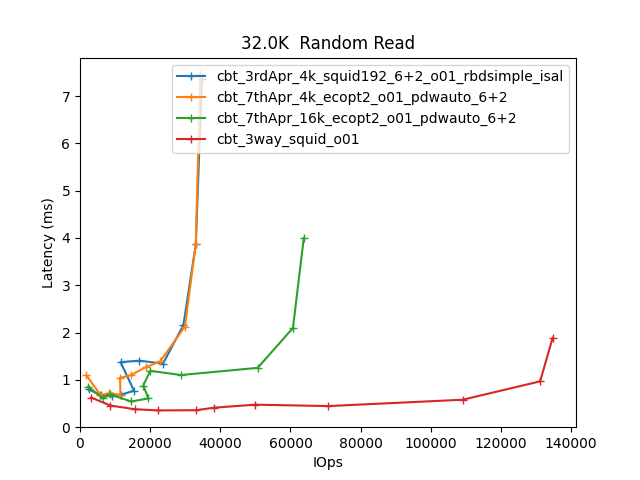 32.0K  Random Read
cbt_3rdApr_4k_squid192_6+2_o01_rbdsimple_isal
cbt_7thApr_4k_ecopt2_o01_pdwauto_6+2
cbt_7thApr_16k_ecopt2_o01_pdwauto_6+2
cbt_3way_squid_o01
Latency (ms)
7
6
5
4
3
2
1
0
0 20000 40000 60000 80000 100000 120000 140000
IOps